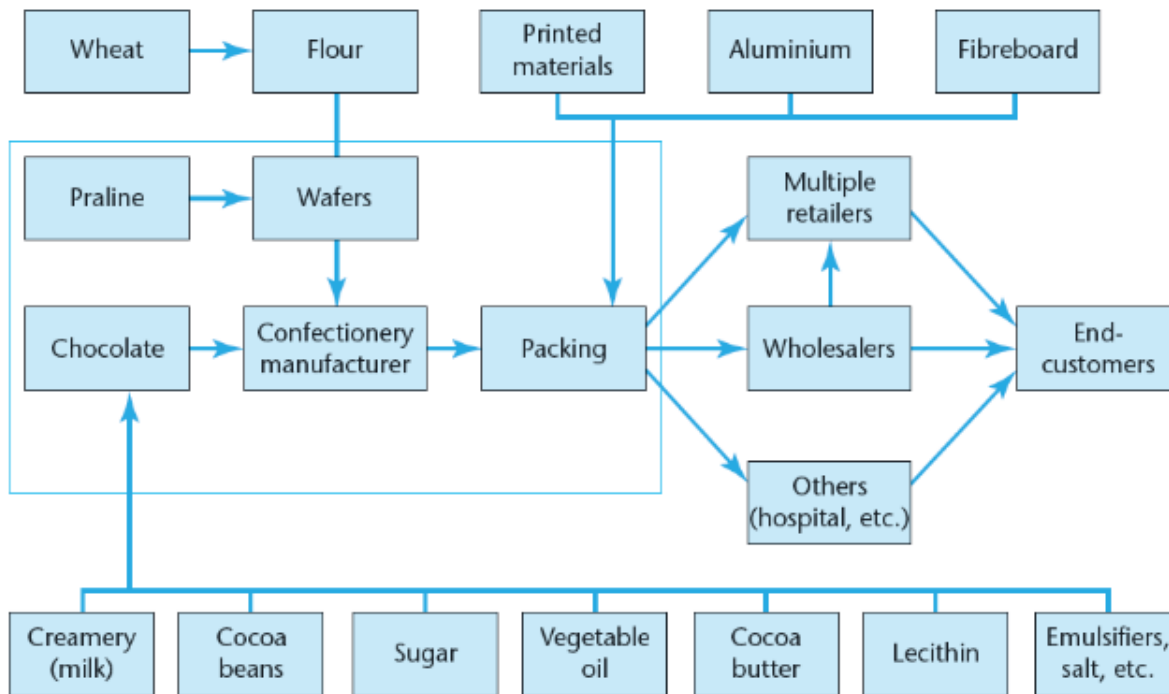 Wheat
Flour
Printed
materials
Aluminium
Fibreboard
Praline
Wafers
Multiple
retailers
Chocolate
Confectionery
manufacturer
Packing
Wholesalers
End-
customers
Others
(hospital, etc.)
Creamery
(milk)
Cocoa
beans
Sugar
Vegetable
oil
Cocoa
butter
Lecithin
Emulsifiers,
salt, etc.